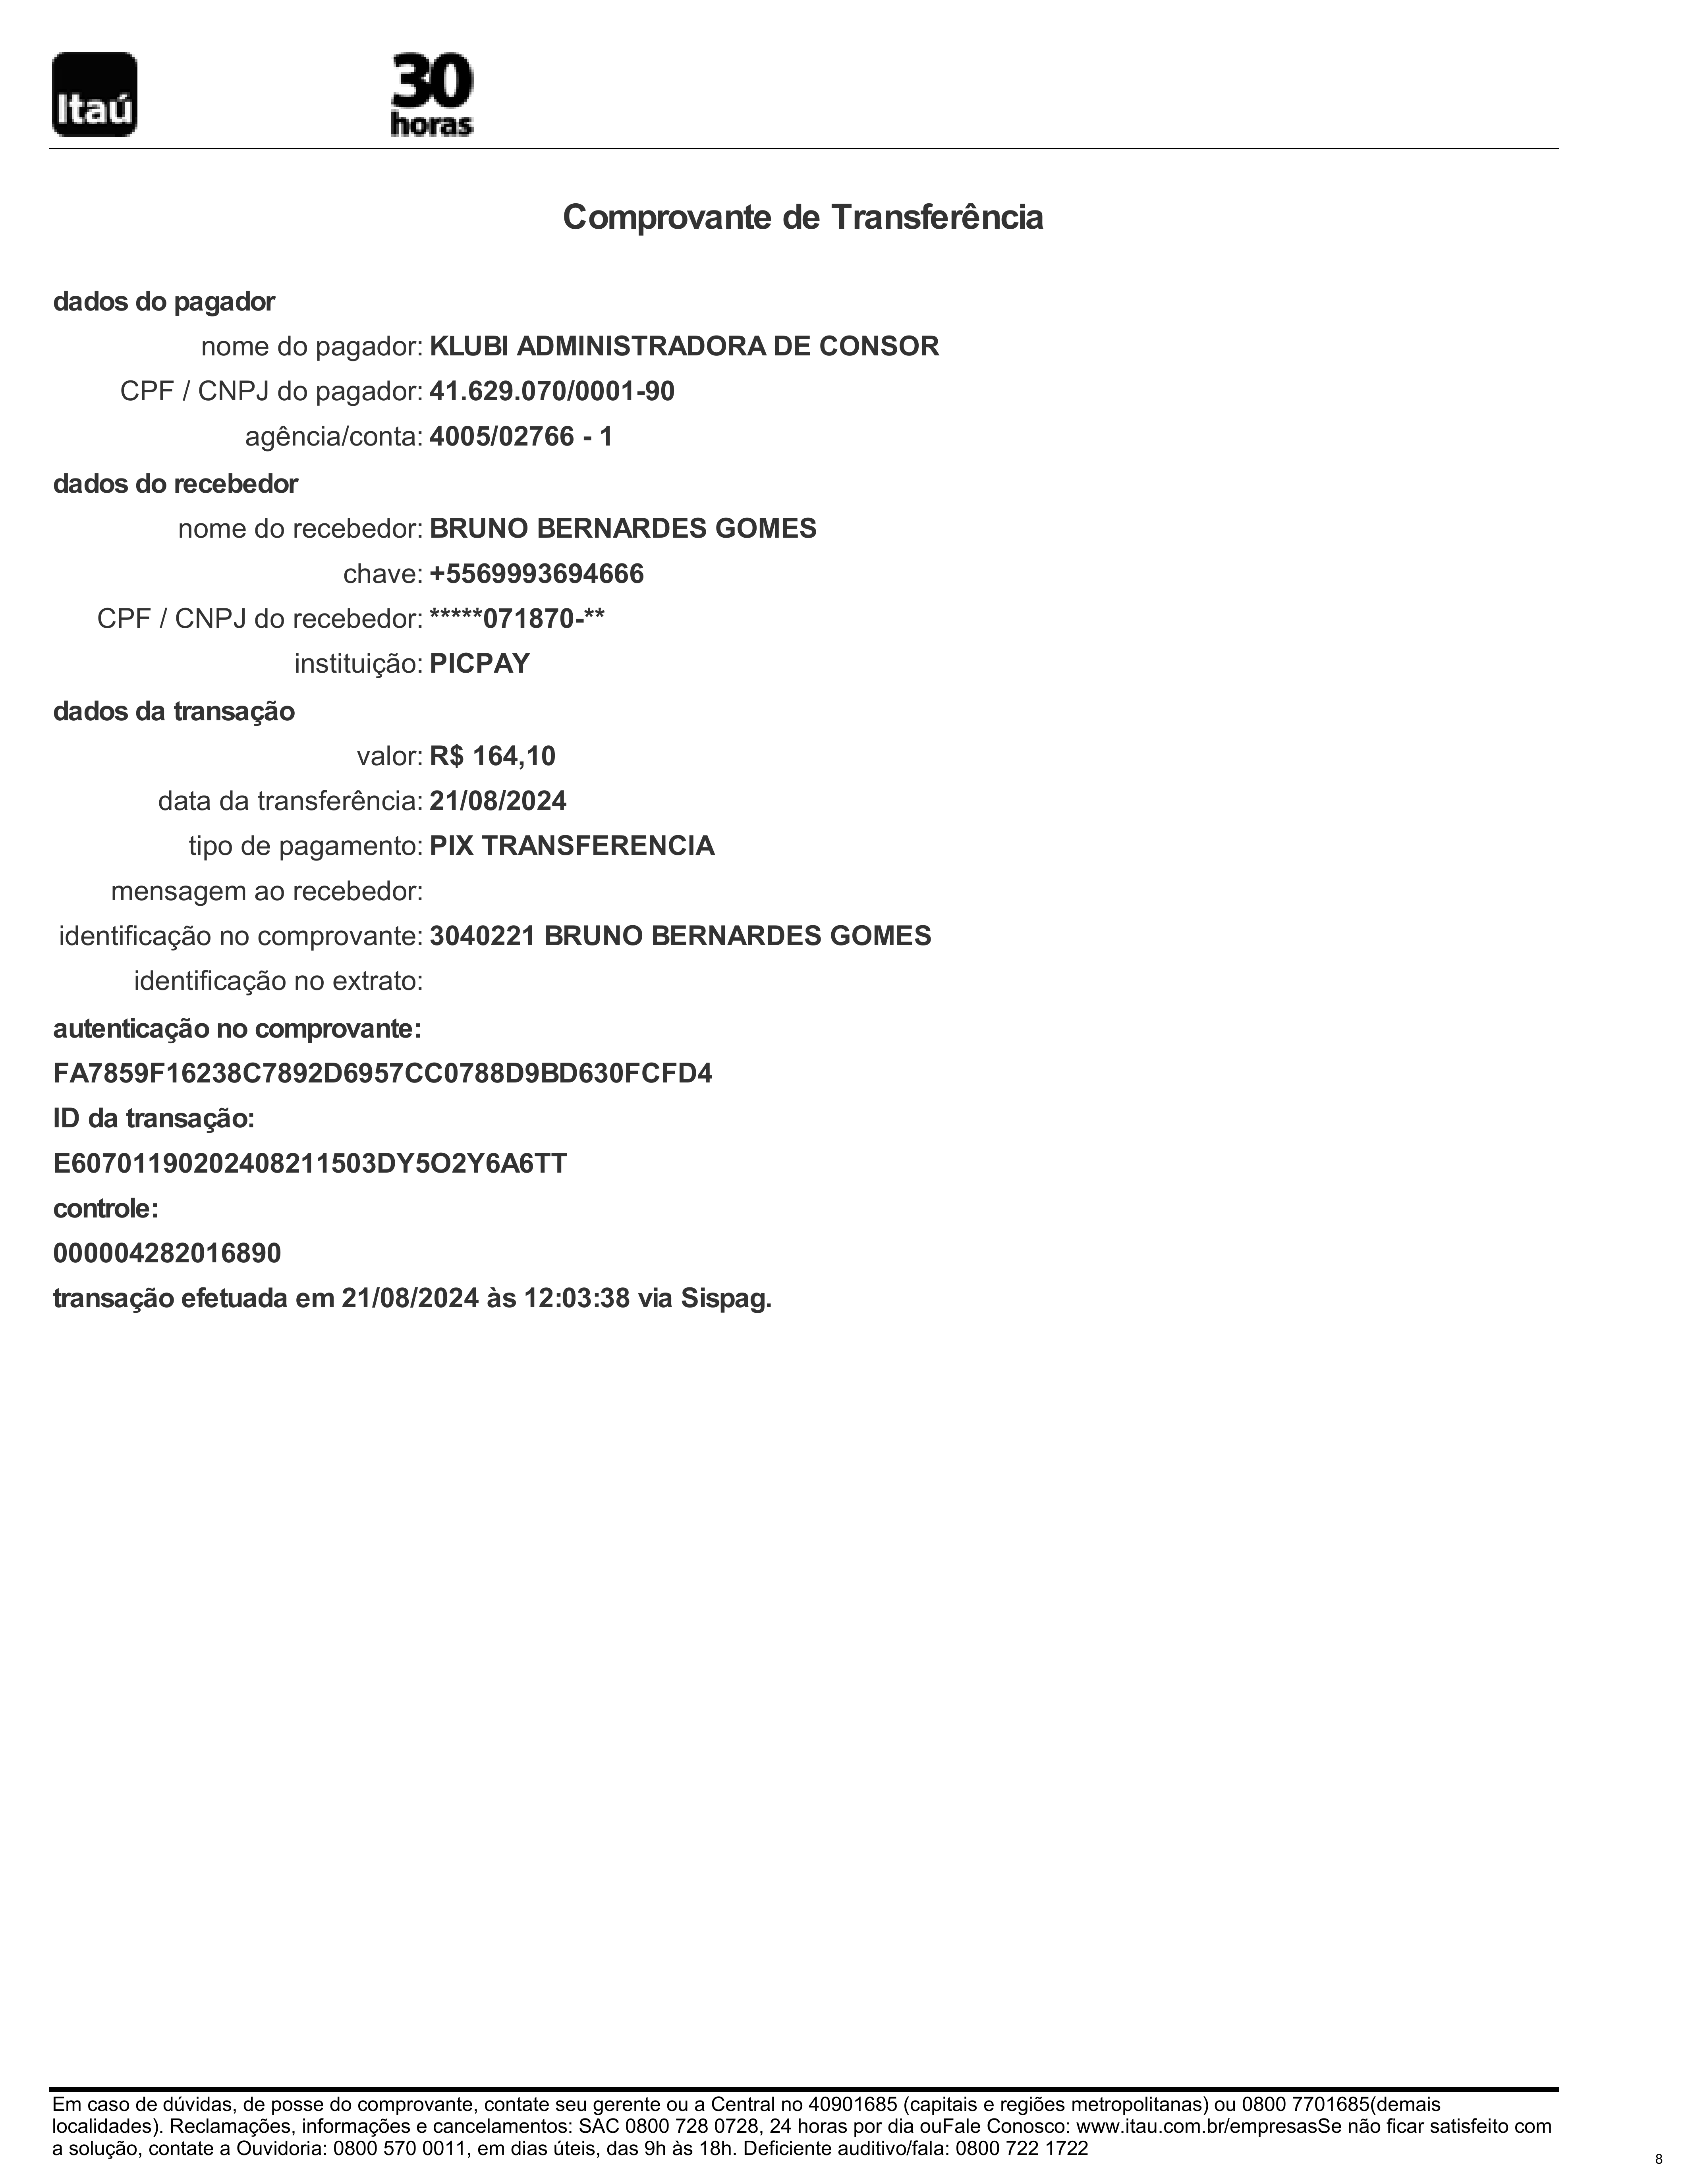 Itaú
30
horas
Comprovante de Transferência
dados do pagador
nome do pagador: KLUBI ADMINISTRADORA DE CONSOR
CPF / CNPJ do pagador: 41.629.070/0001-90
agência/conta: 4005/02766 - 1
dados do recebedor
nome do recebedor: BRUNO BERNARDES GOMES
chave: +5569993694666
CPF / CNPJ do recebedor: *****071870-**
instituição: PICPAY
dados da transação
valor: R$ 164,10
data da transferência: 21/08/2024
tipo de pagamento: PIX TRANSFERENCIA
mensagem ao recebedor:
identificação no comprovante: 3040221 BRUNO BERNARDES GOMES
identificação no extrato:
autenticação no comprovante:
FA7859F16238C7892D6957CC0788D9BD630FCFD4
ID da transação:
E60701190202408211503DY5O2Y6A6TT
controle:
000004282016890
transação efetuada em 21/08/2024 às 12:03:38 via Sispag.
Em caso de dúvidas, de posse do comprovante, contate seu gerente ou a Central no 40901685 (capitais e regiões metropolitanas) ou 0800 7701685(demais
localidades). Reclamações, informações e cancelamentos: SAC 0800 728 0728, 24 horas por dia ouFale Conosco: www.itau.com.br/empresasSe não ficar satisfeito com
a solução, contate a Ouvidoria: 0800 570 0011, em dias úteis, das 9h às 18h. Deficiente auditivo/fala: 0800 722 1722
8